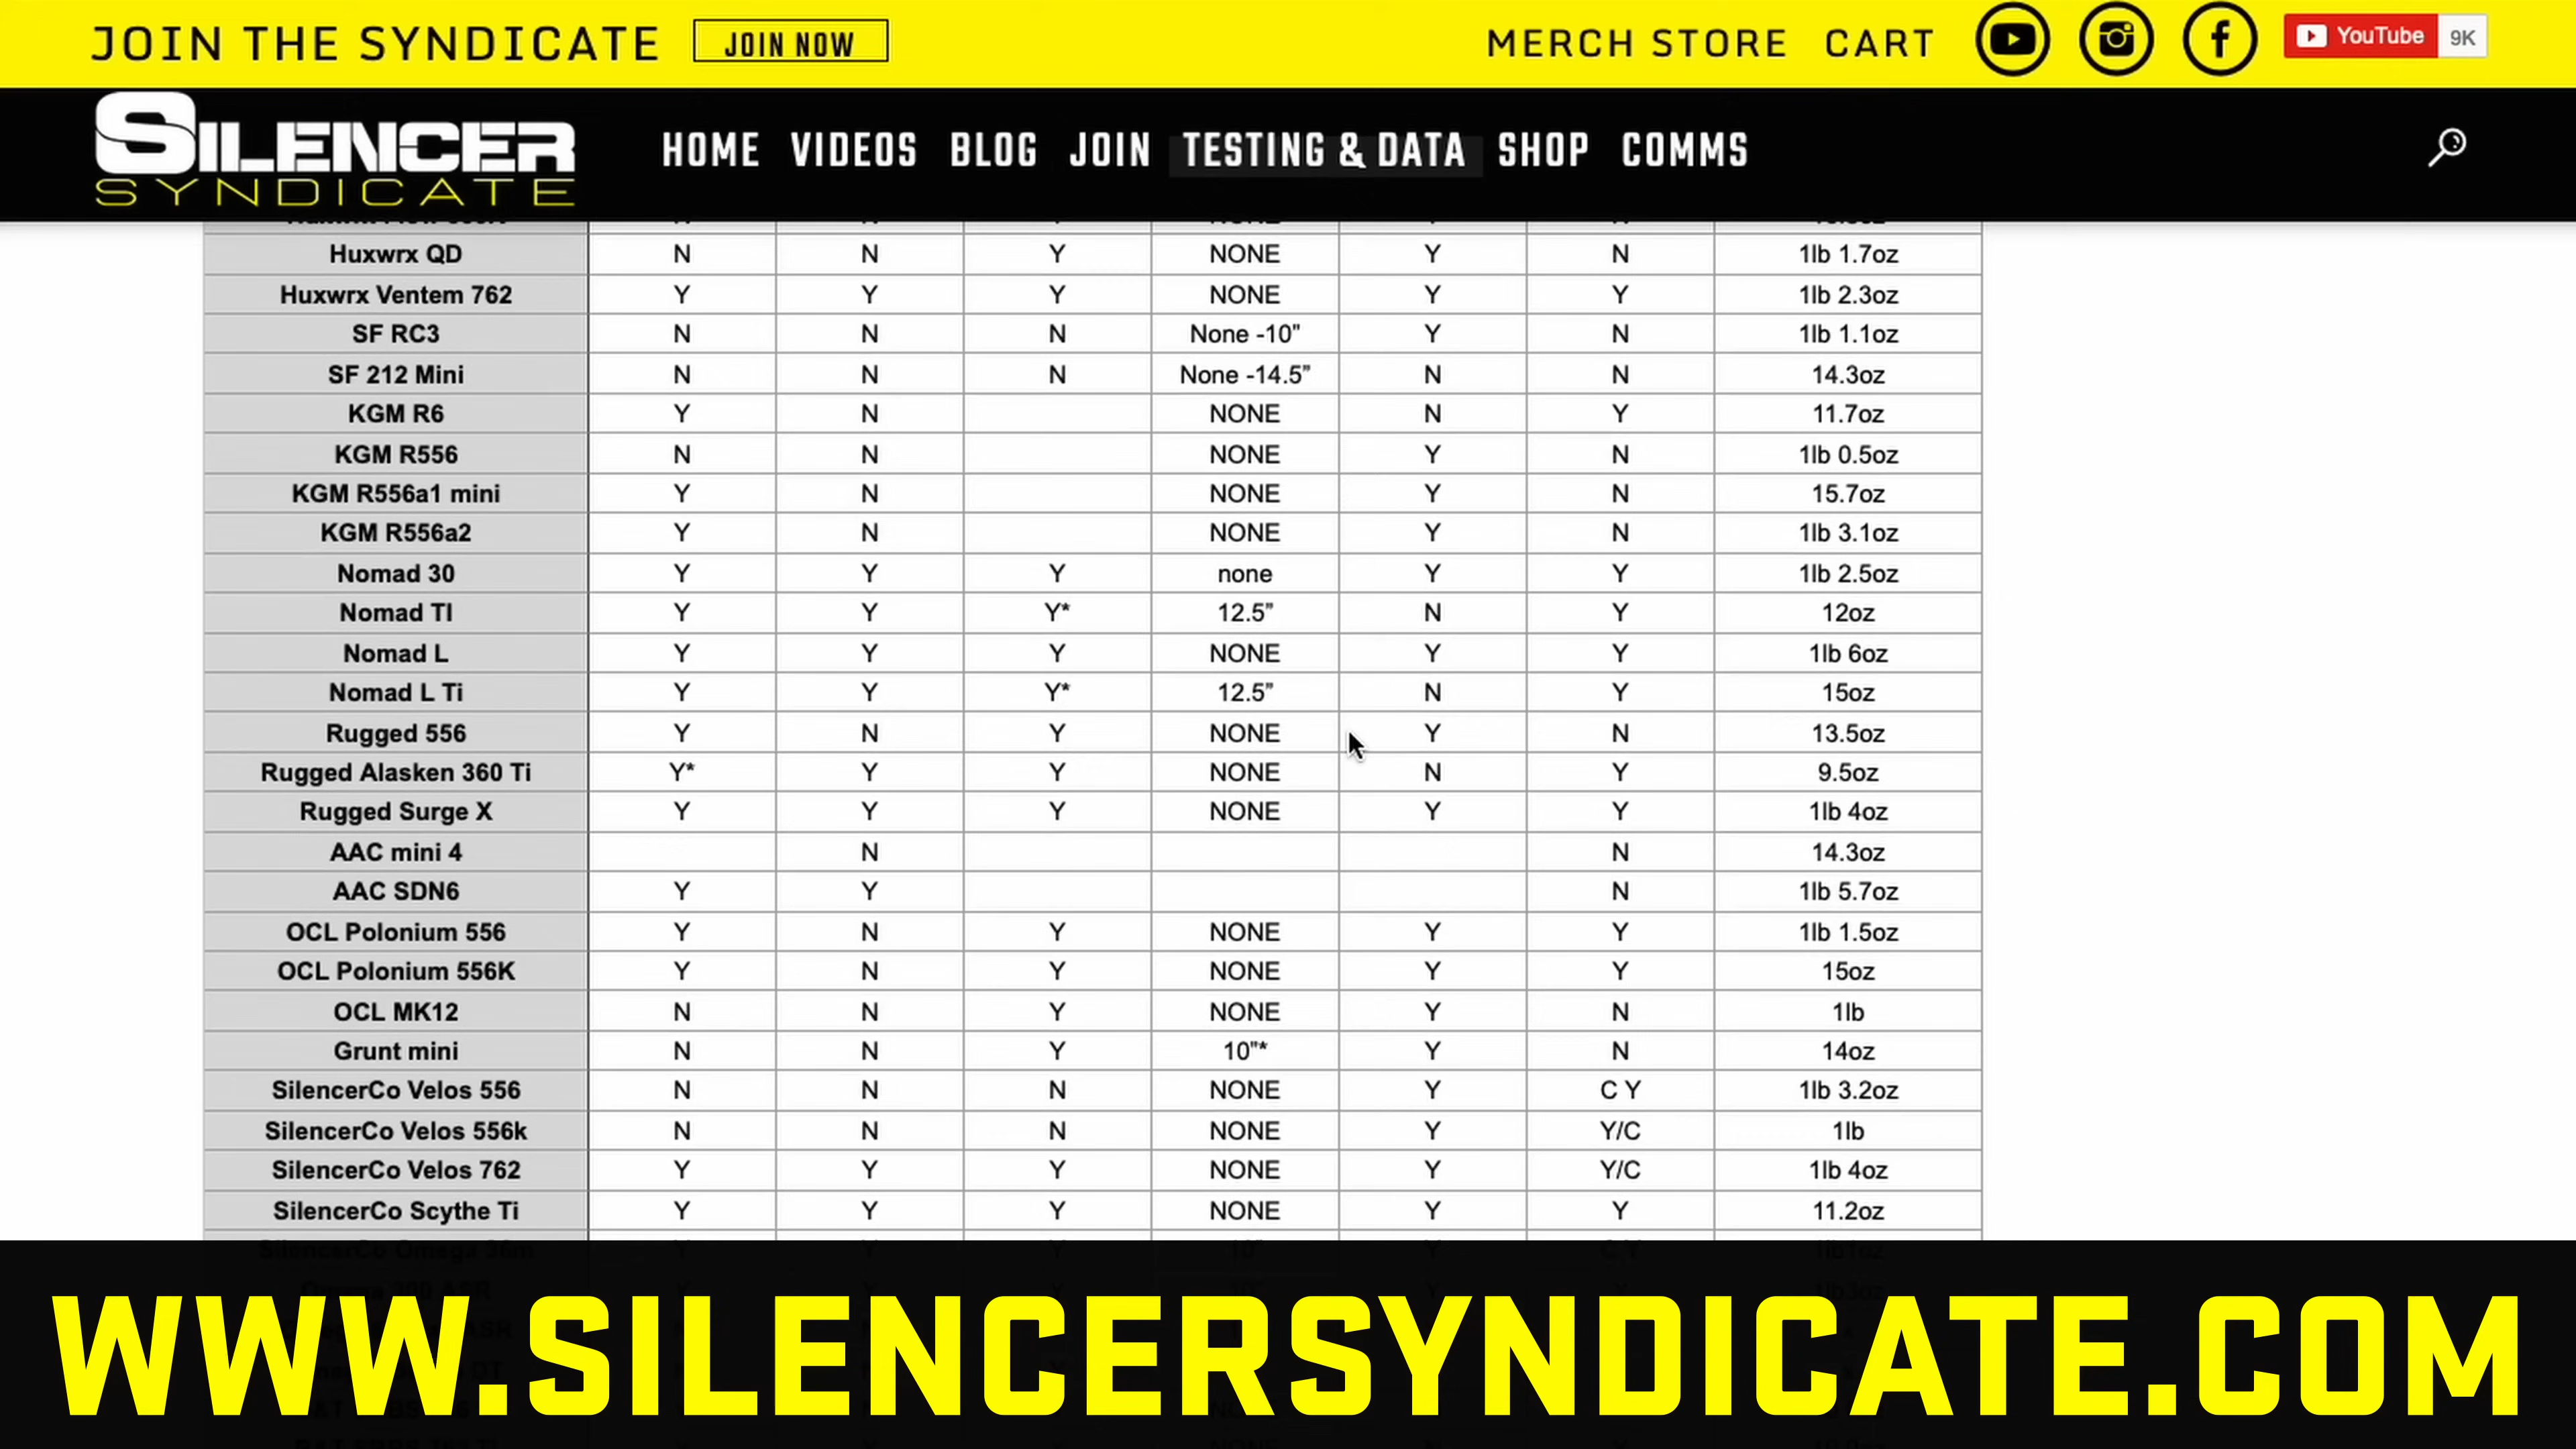 JOIN THE SYNDICATE JOIN NOW MERCH STORE CART YouTube 9K
SILENCER
SYNDICATE
HOME VIDEOS BLOG JOIN TESTING & DATA SHOP COMMS
Huxwrx QD N N Y NONE Y N 1lb 1.7oz
Huxwrx Ventem 762 Y Y Y NONE Y Y 1lb 2.3oz
SF RC3 N N N None -10" Y N 1lb 1.1oz
SF 212 Mini N N N None -14.5” N N 14.3oz
KGM R6 Y N NONE N Y 11.7oz
KGM R556 N N NONE Y N 1lb 0.5oz
KGM R556a1 mini Y N NONE Y N 15.7oz
KGM R556a2 Y N NONE Y N 1lb 3.1oz
Nomad 30 Y Y Y none Y Y 1lb 2.5oz
Nomad TI Y Y Y* 12.5” N Y 12oz
Nomad L Y Y Y NONE Y Y 1lb 6oz
Nomad L Ti Y Y Y* 12.5” N Y 15oz
Rugged 556 Y N Y NONE Y N 13.5oz
Rugged Alasken 360 Ti Y* Y Y NONE N Y 9.5oz
Rugged Surge X Y Y Y NONE Y Y 1lb 4oz
AAC mini 4 N N 14.3oz
AAC SDN6 Y Y N 1lb 5.7oz
OCL Polonium 556 Y N Y NONE Y Y 1lb 1.5oz
OCL Polonium 556K Y N Y NONE Y Y 15oz
OCL MK12 N N Y NONE Y N 1lb
Grunt mini N N Y 10"* Y N 14oz
SilencerCo Velos 556 N N N NONE Y C Y 1lb 3.2oz
SilencerCo Velos 556k N N N NONE Y Y/C 1lb
SilencerCo Velos 762 Y Y Y NONE Y Y/C 1lb 4oz
SilencerCo Scythe Ti Y Y Y NONE Y Y 11.2oz
WWW.SILENCERSYNDICATE.COM